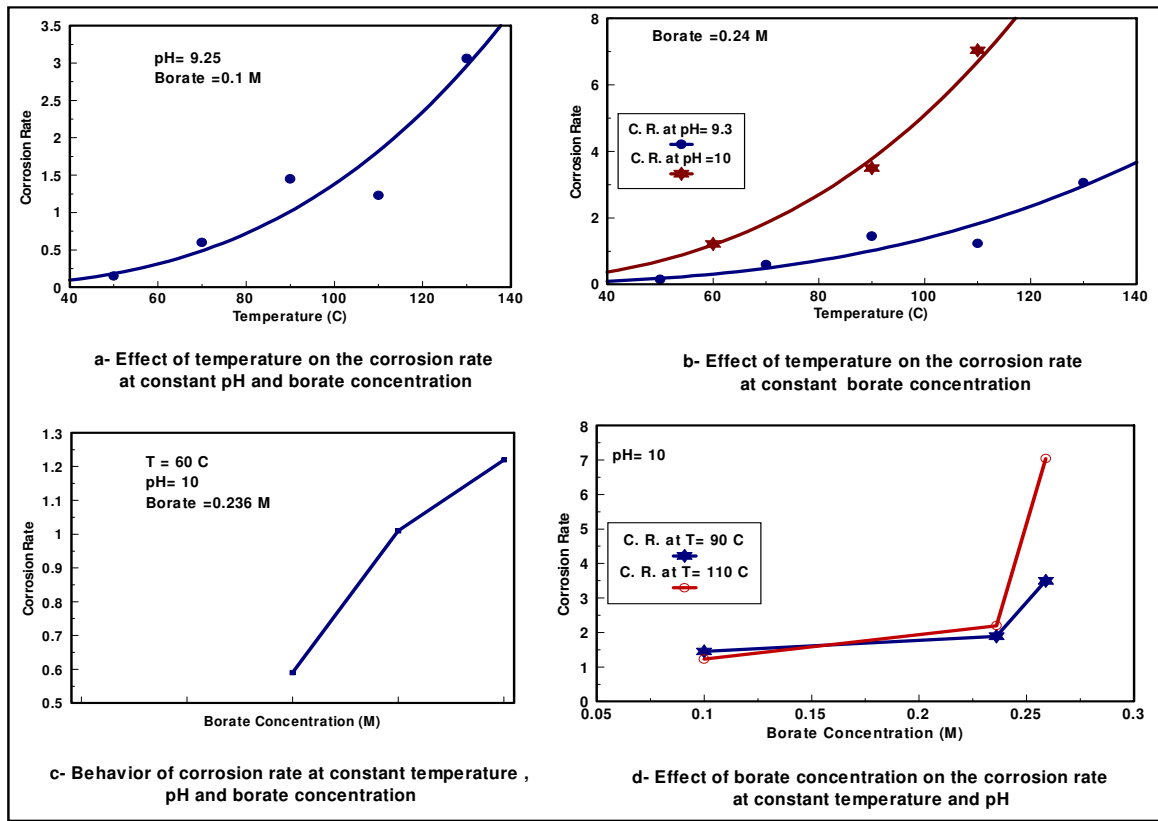 3.5
3
2.5
2
1.5
1
0.5
0
40
60
80
100
120
140
Corrosion Rate
Temperature (C)
pH= 9.25
Borate =0.1 M
a- Effect of temperature on the corrosion rate
at constant pH and borate concentration
8
6
4
2
0
40
60
80
100
120
140
Corrosion Rate
Temperature (C)
Borate =0.24 M
C. R. at pH= 9.3
C. R. at pH =10
b- Effect of temperature on the corrosion rate
at constant borate concentration
1.3
1.2
1.1
1
0.9
0.8
0.7
0.6
0.5
Corrosion Rate
Borate Concentration (M)
T = 60 C
pH= 10
Borate =0.236 M
c- Behavior of corrosion rate at constant temperature ,
pH and borate concentration
8
7
6
5
4
3
2
1
0
0.05
0.1
0.15
0.2
0.25
0.3
Corrosion Rate
Borate Concentration (M)
pH= 10
C. R. at T= 90 C
C. R. at T= 110 C
d- Effect of borate concentration on the corrosion rate
at constant temperature and pH